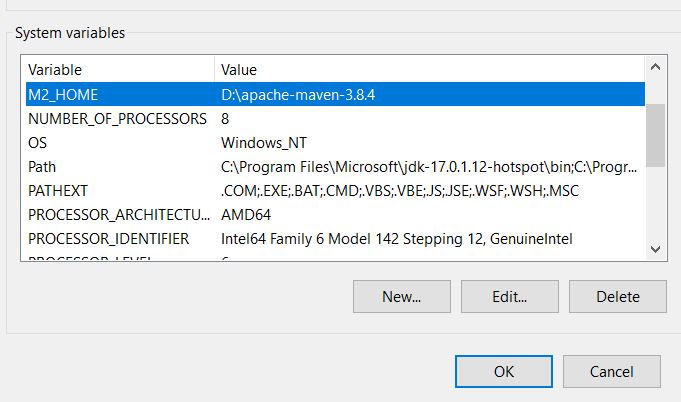 System variables
Variable Value
M2_HOME D:\apache-maven-3.8.4
NUMBER_OF_PROCESSORS 8
OS Windows_NT
Path C:\Program Files\Microsoft\jdk-17.0.1.12-hotspot\bin;C:\Progr...
PATHEXT .COM;.EXE;.BAT;.CMD;.VBS;.VBE;.JS;.JSE;.WSF;.WSH;.MSC
PROCESSOR_ARCHITECTU... AMD64
PROCESSOR_IDENTIFIER Intel64 Family 6 Model 142 Stepping 12, GenuineIntel
PROCESSOR_LEVEL 6
New... Edit... Delete
OK Cancel